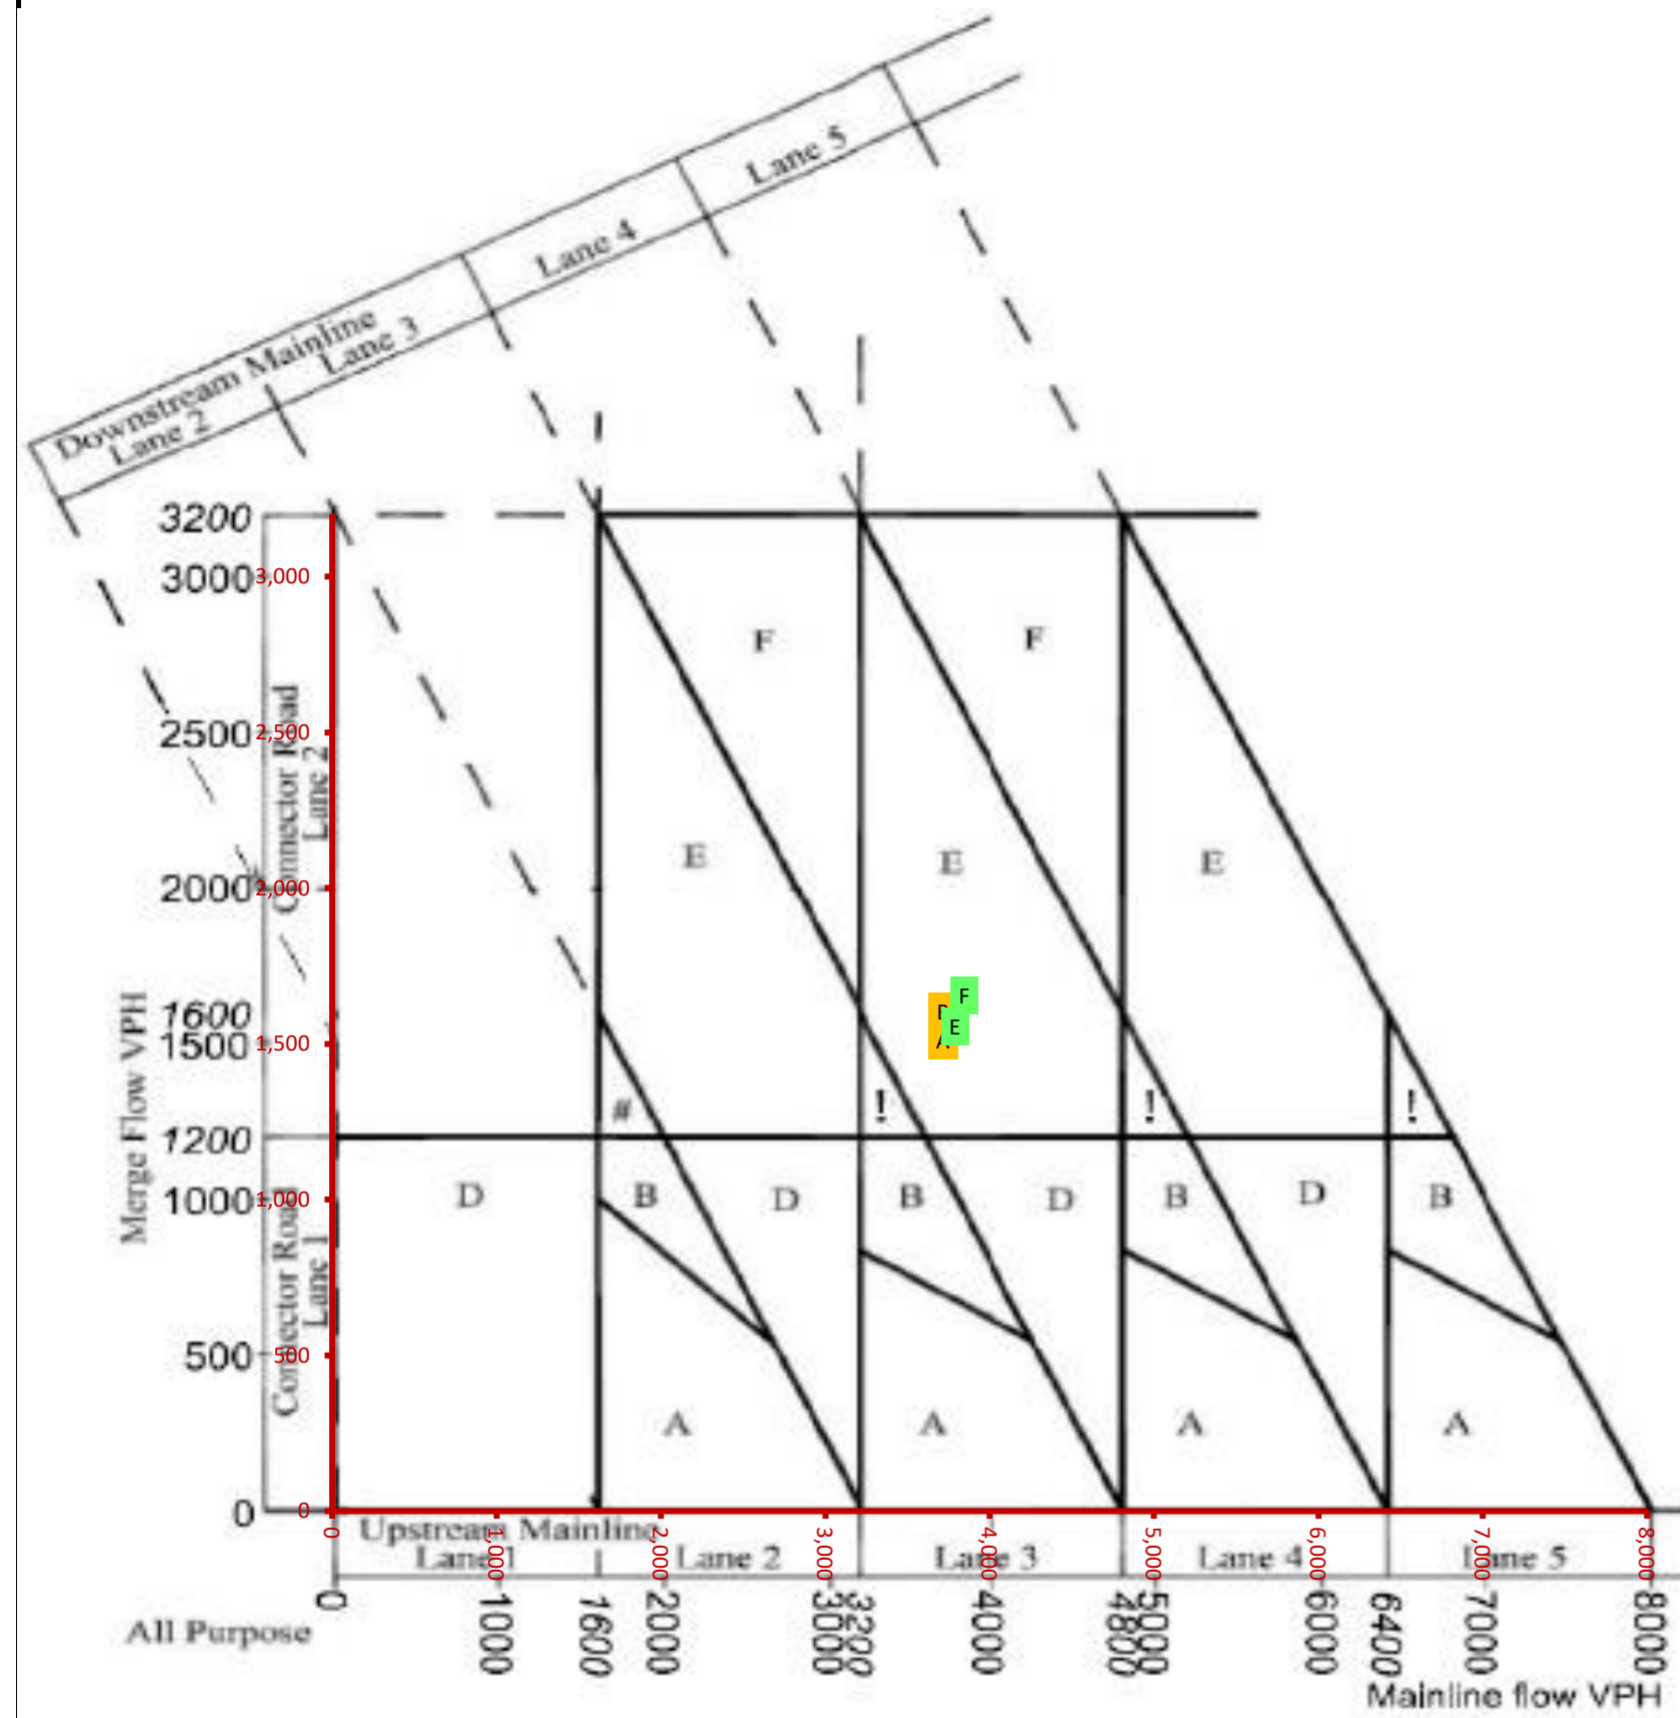 Lane 5
Lane 4
Downstream Mainline
Lane 3
Lane 2
3200
3000
3,000
F
F
2500
2,500
Connector Road
Lane 2
E
E
E
2000
2,000
F
1600
E
1500
1,500
A
Merge Flow VPH
#
!
!
!
1200
1000
1,000
D
B
D
B
D
B
D
B
Connector Road
Lane 1
500
500
A
A
A
A
0
0
0
1,000
2,000
3,000
4,000
5,000
6,000
7,000
8,000
Upstream Mainline
Lane 1
Lane 2
Lane 3
Lane 4
Lane 5
All Purpose
0
1000
1600
2000
3000
3200
4000
4800
5000
6000
6400
7000
8000
Mainline flow VPH